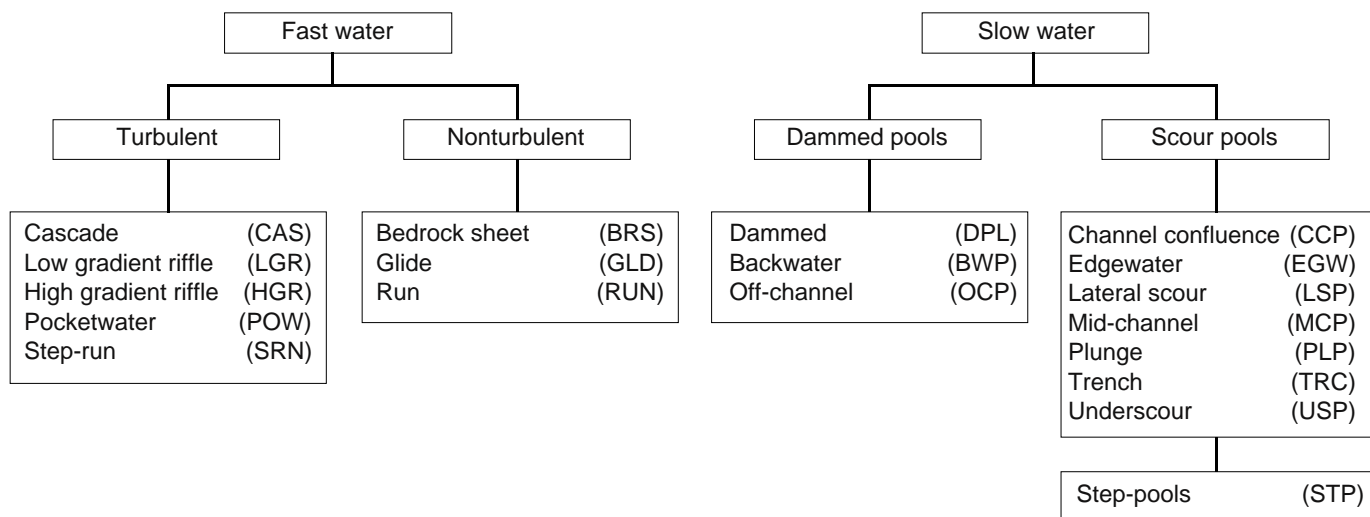 Fast water
Slow water
Turbulent
Nonturbulent
Dammed pools
Scour pools
Cascade (CAS)
Low gradient riffle (LGR)
High gradient riffle (HGR)
Pocketwater (POW)
Step-run (SRN)
Bedrock sheet (BRS)
Glide (GLD)
Run (RUN)
Dammed (DPL)
Backwater (BWP)
Off-channel (OCP)
Channel confluence (CCP)
Edgewater (EGW)
Lateral scour (LSP)
Mid-channel (MCP)
Plunge (PLP)
Trench (TRC)
Underscour (USP)
Step-pools (STP)